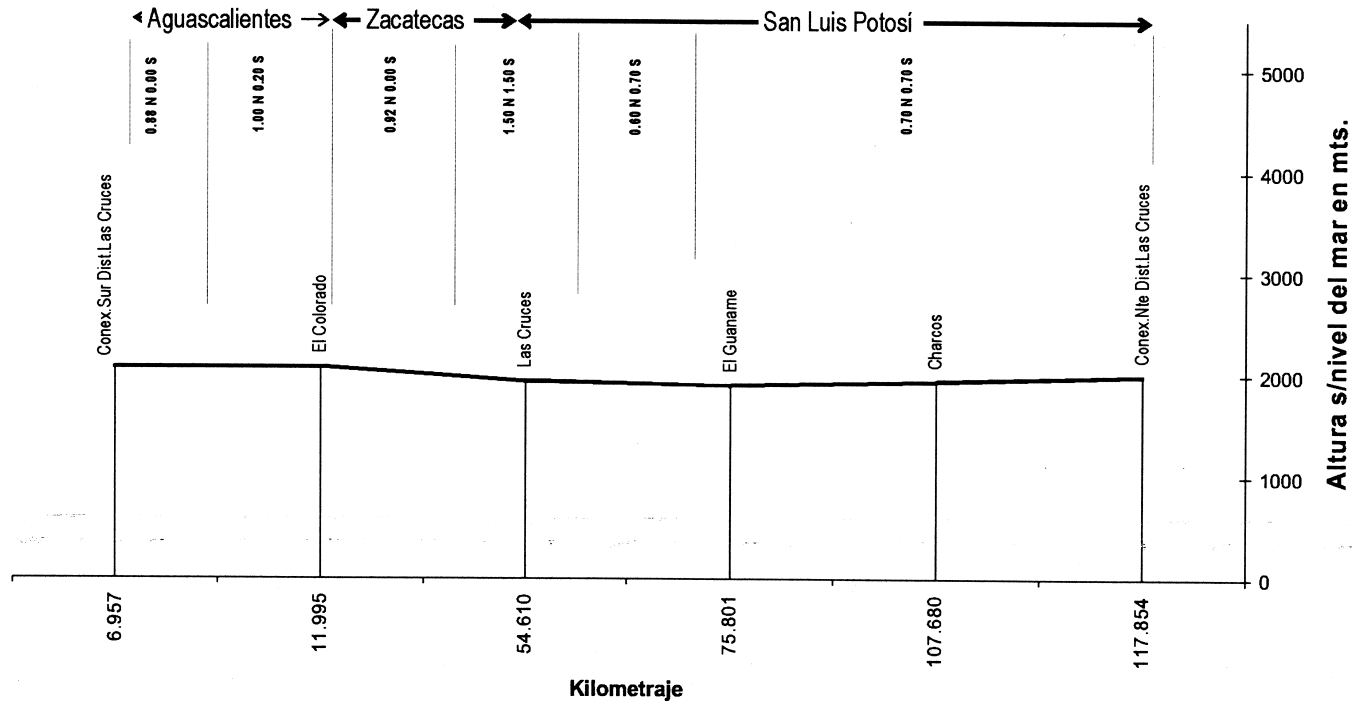 Aguascalientes
Zacatecas
San Luis Potosí
0.88 N 0.00 S
1.00 N 0.20 S
0.92 N 0.00 S
1.50 N 1.50 S
0.60 N 0.70 S
0.70 N 0.70 S
Conex.Sur Dist.Las Cruces
El Colorado
Las Cruces
El Guaname
Charcos
Conex.Nte Dist.Las Cruces
5000
4000
3000
2000
1000
0
Altura s/nivel del mar en mts.
6.957
11.995
54.610
75.801
107.680
117.854
Kilometraje